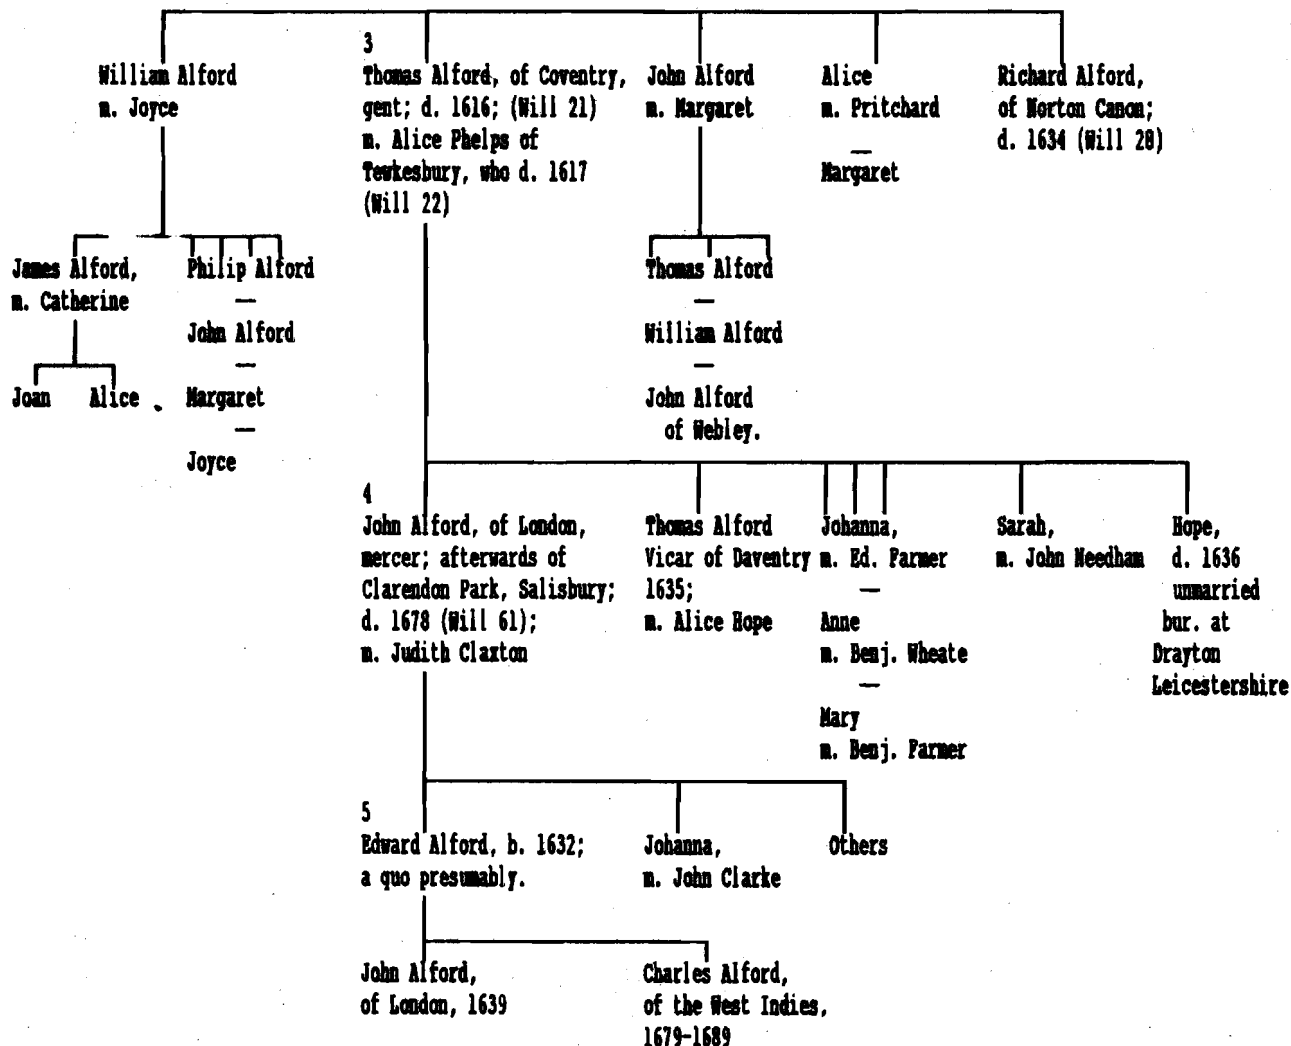 3
William Alford
m. Joyce
Thomas Alford, of Coventry,
gent; d. 1616; (Will 21)
m. Alice Phelps of
Tewkesbury, who d. 1617
(Will 22)
John Alford
m. Margaret
Alice
m. Pritchard
—
Margaret
Richard Alford,
of Norton Canon;
d. 1634 (Will 28)
James Alford,
m. Catherine
Joan Alice
Philip Alford
—
John Alford
—
Margaret
—
Joyce
Thomas Alford
—
William Alford
—
John Alford
of Webley.
4
John Alford, of London,
mercer; afterwards of
Clarendon Park, Salisbury;
d. 1678 (Will 61);
m. Judith Claxton
Thomas Alford
Vicar of Daventry
1635;
m. Alice Hope
Johanna,
m. Ed. Farmer
—
Anne
m. Benj. Wheate
—
Mary
m. Benj. Farmer
Sarah,
m. John Needham
Hope,
d. 1636
unmarried
bur. at
Drayton
Leicestershire
5
Edward Alford, b. 1632;
a quo presumably.
Johanna,
m. John Clarke
Others
John Alford,
of London, 1639
Charles Alford,
of the West Indies,
1679-1689